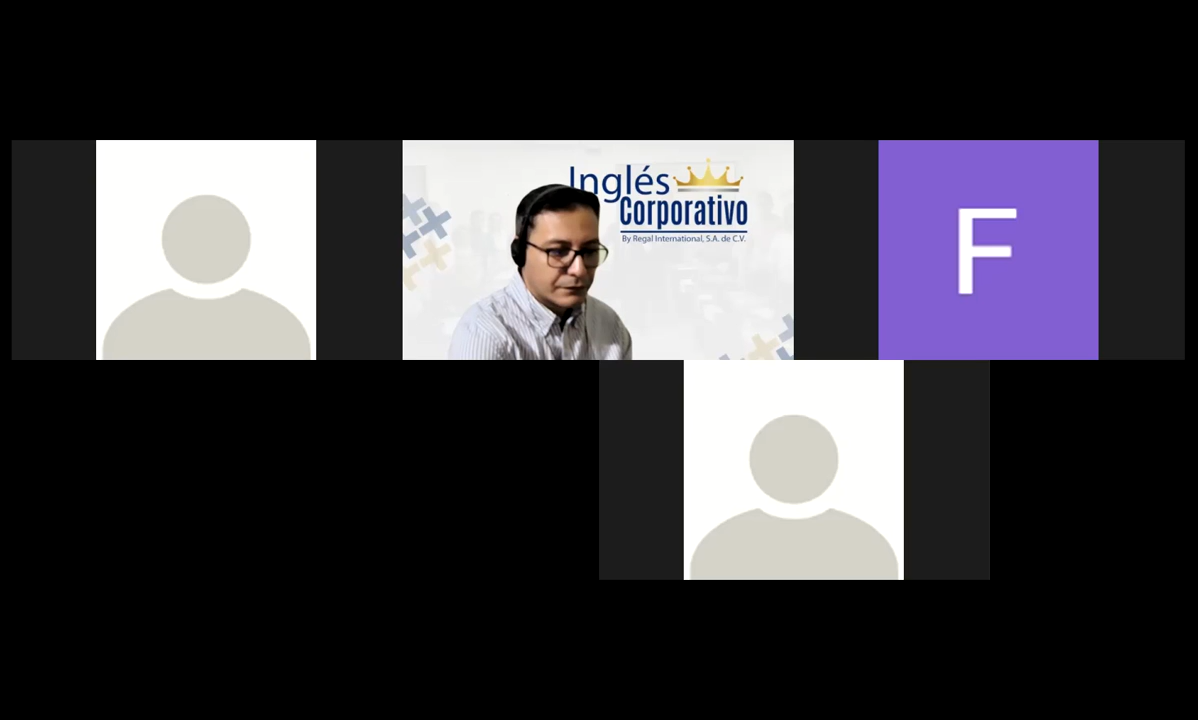 Inglés
Corporativo
By Regal International, S.A. de C.V.
F